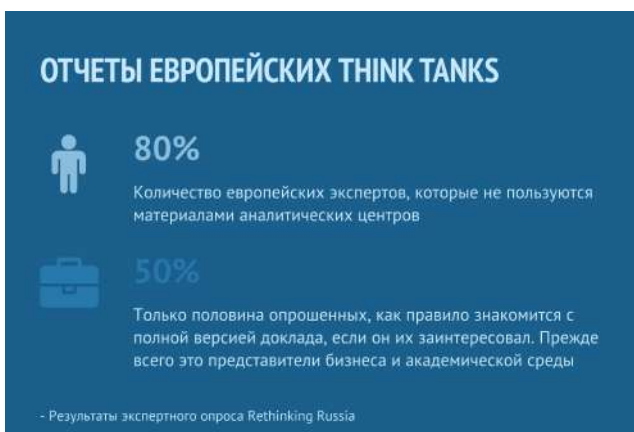 ОТЧЕТЫ ЕВРОПЕЙСКИХ THINK TANKS
80%
Количество европейских экспертов, которые не пользуются
материалами аналитических центров
50%
Только половина опрошенных, как правило знакомится с
полной версией доклада, если он их заинтересовал. Прежде
всего это представители бизнеса и академической среды
- Результаты экспертного опроса Rethinking Russia